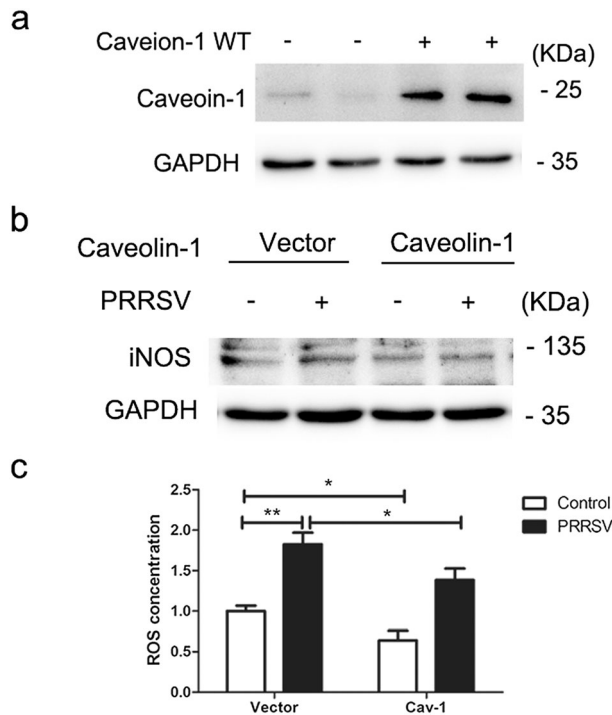 a
Caveion-1 WT - - + + (KDa)
Caveoin-1 - 25
GAPDH - 35
b
Caveolin-1 Vector Caveolin-1
PRRSV - + - + (KDa)
iNOS - 135
GAPDH - 35
c
* 
** *
ROS concentration
2.5
2.0
1.5
1.0
0.5
0.0
Vector Cav-1
Control
PRRSV